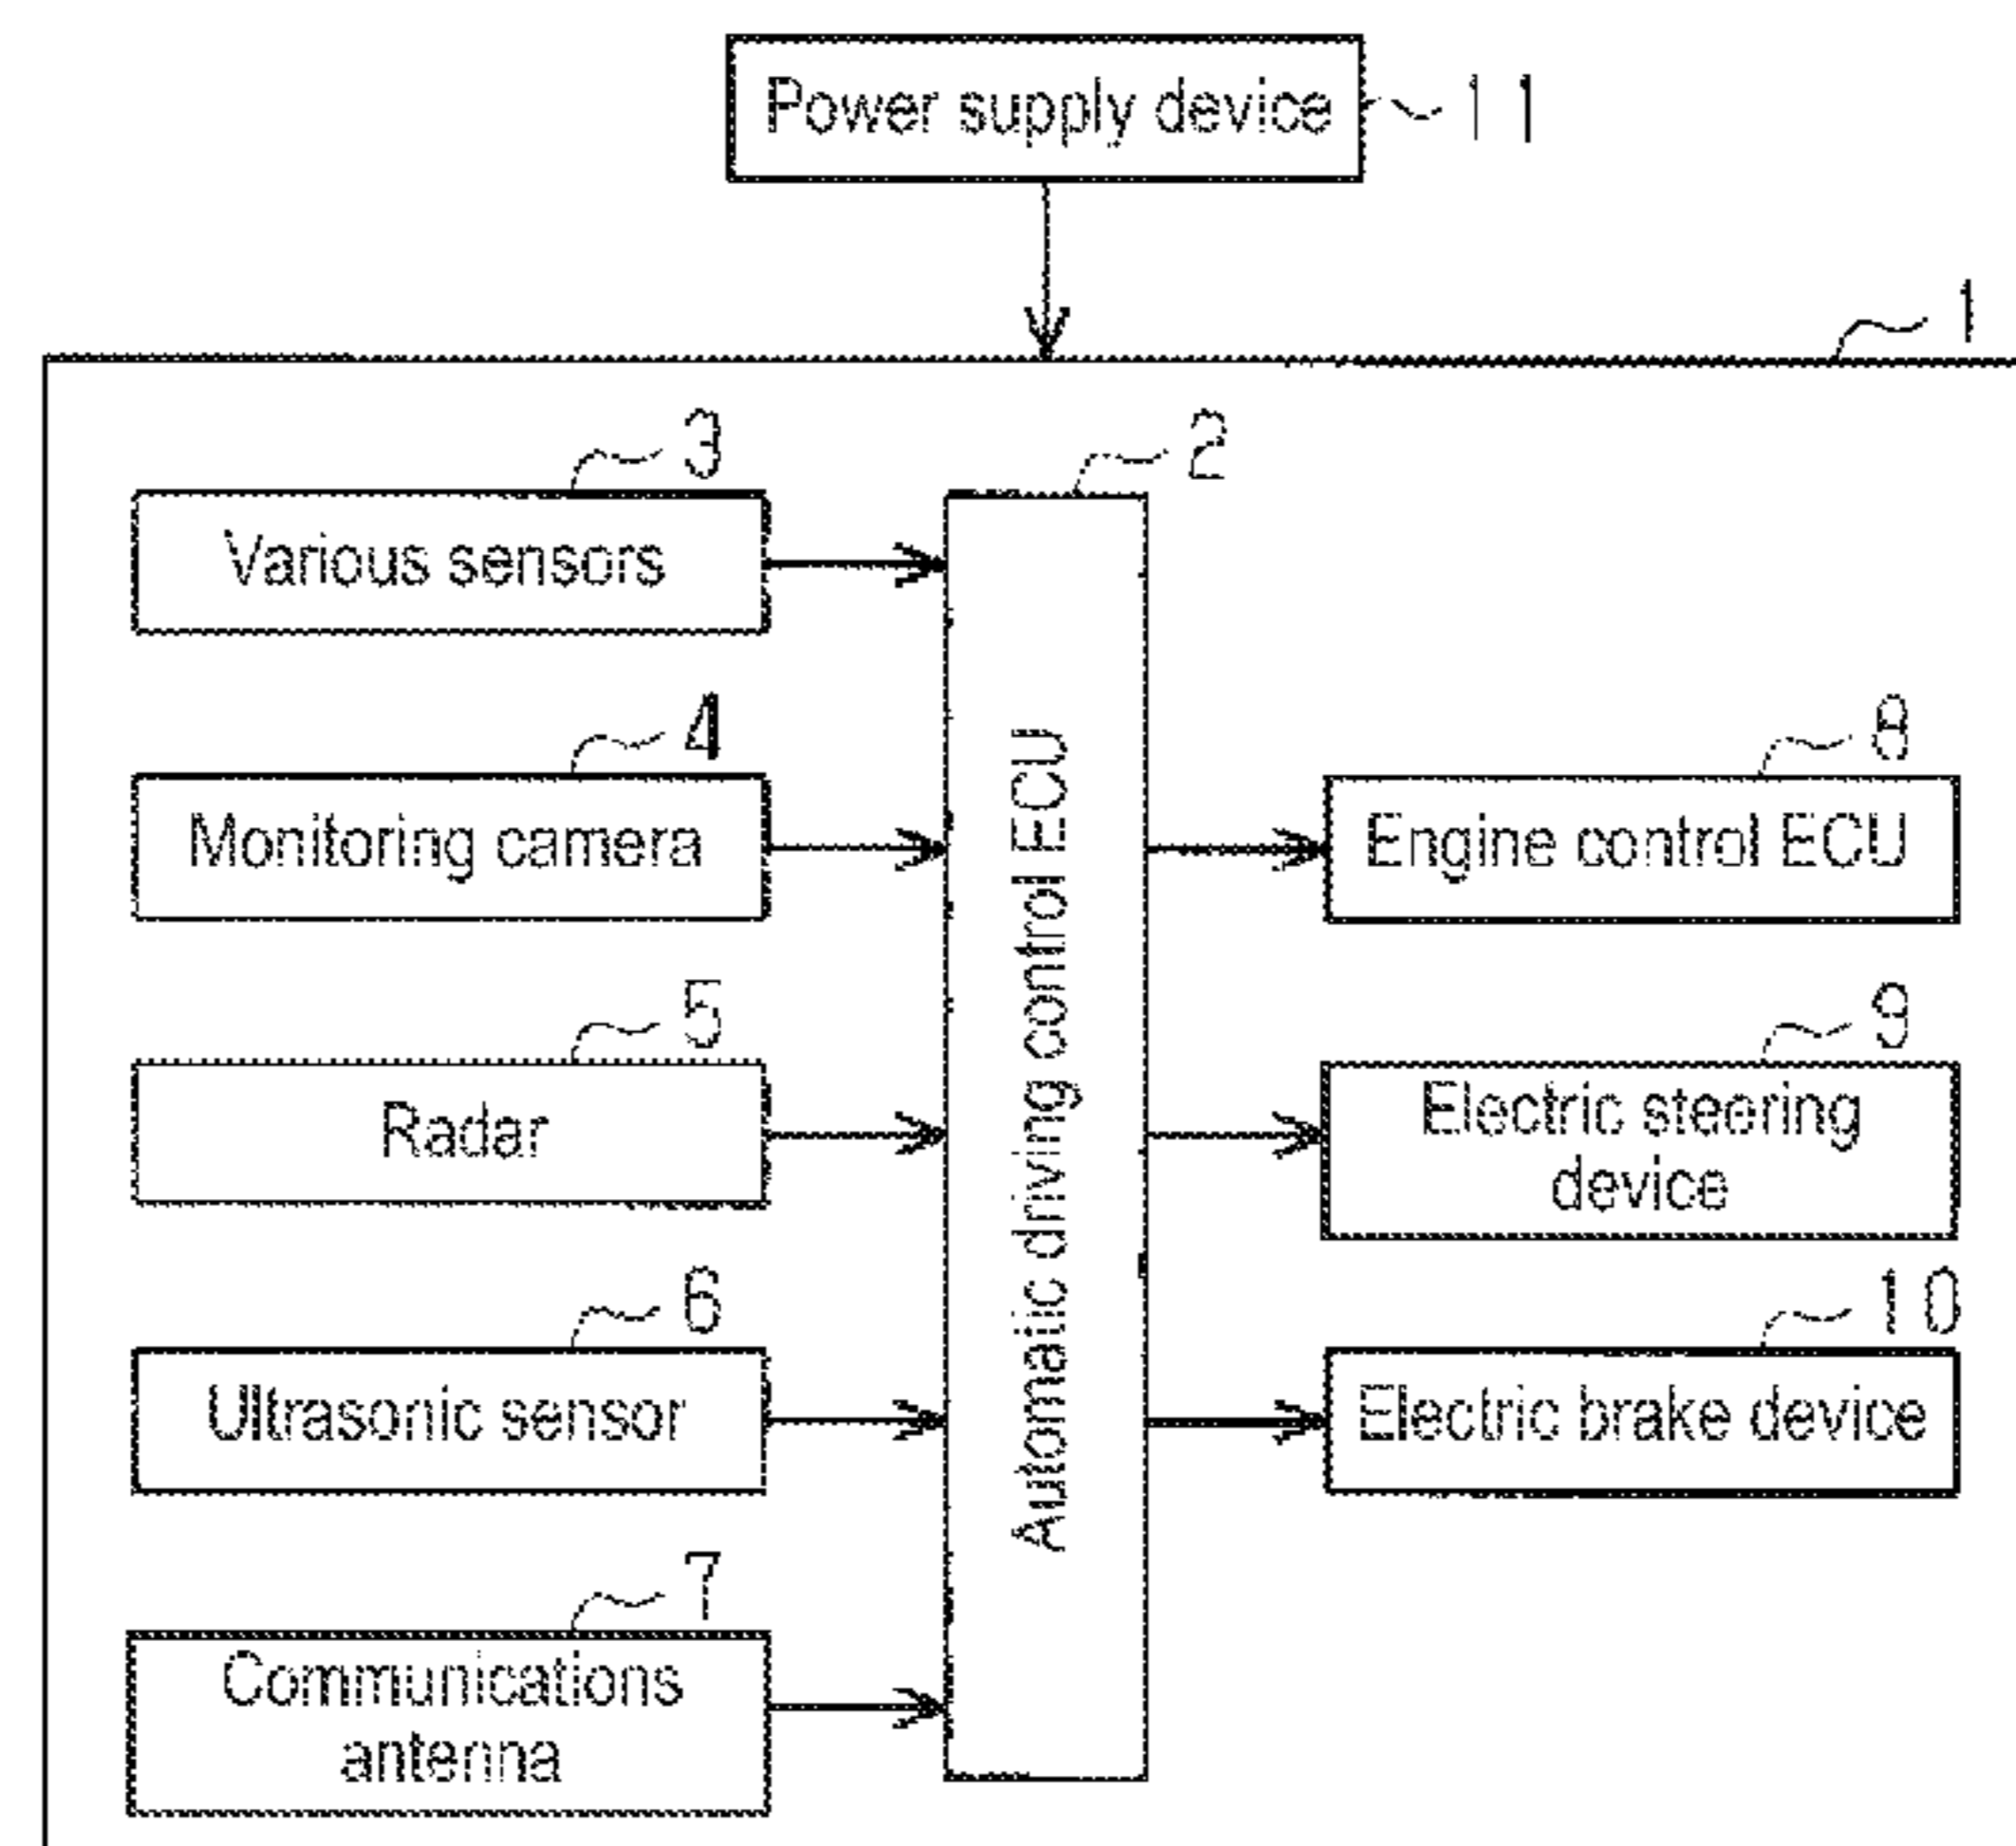 Power supply device 11
1
3
Various sensors
2
Automatic driving control ECU
4
Monitoring camera
8
Engine control ECU
5
Radar
9
Electric steering
device
6
Ultrasonic sensor
10
Electric brake device
7
Communications
antenna